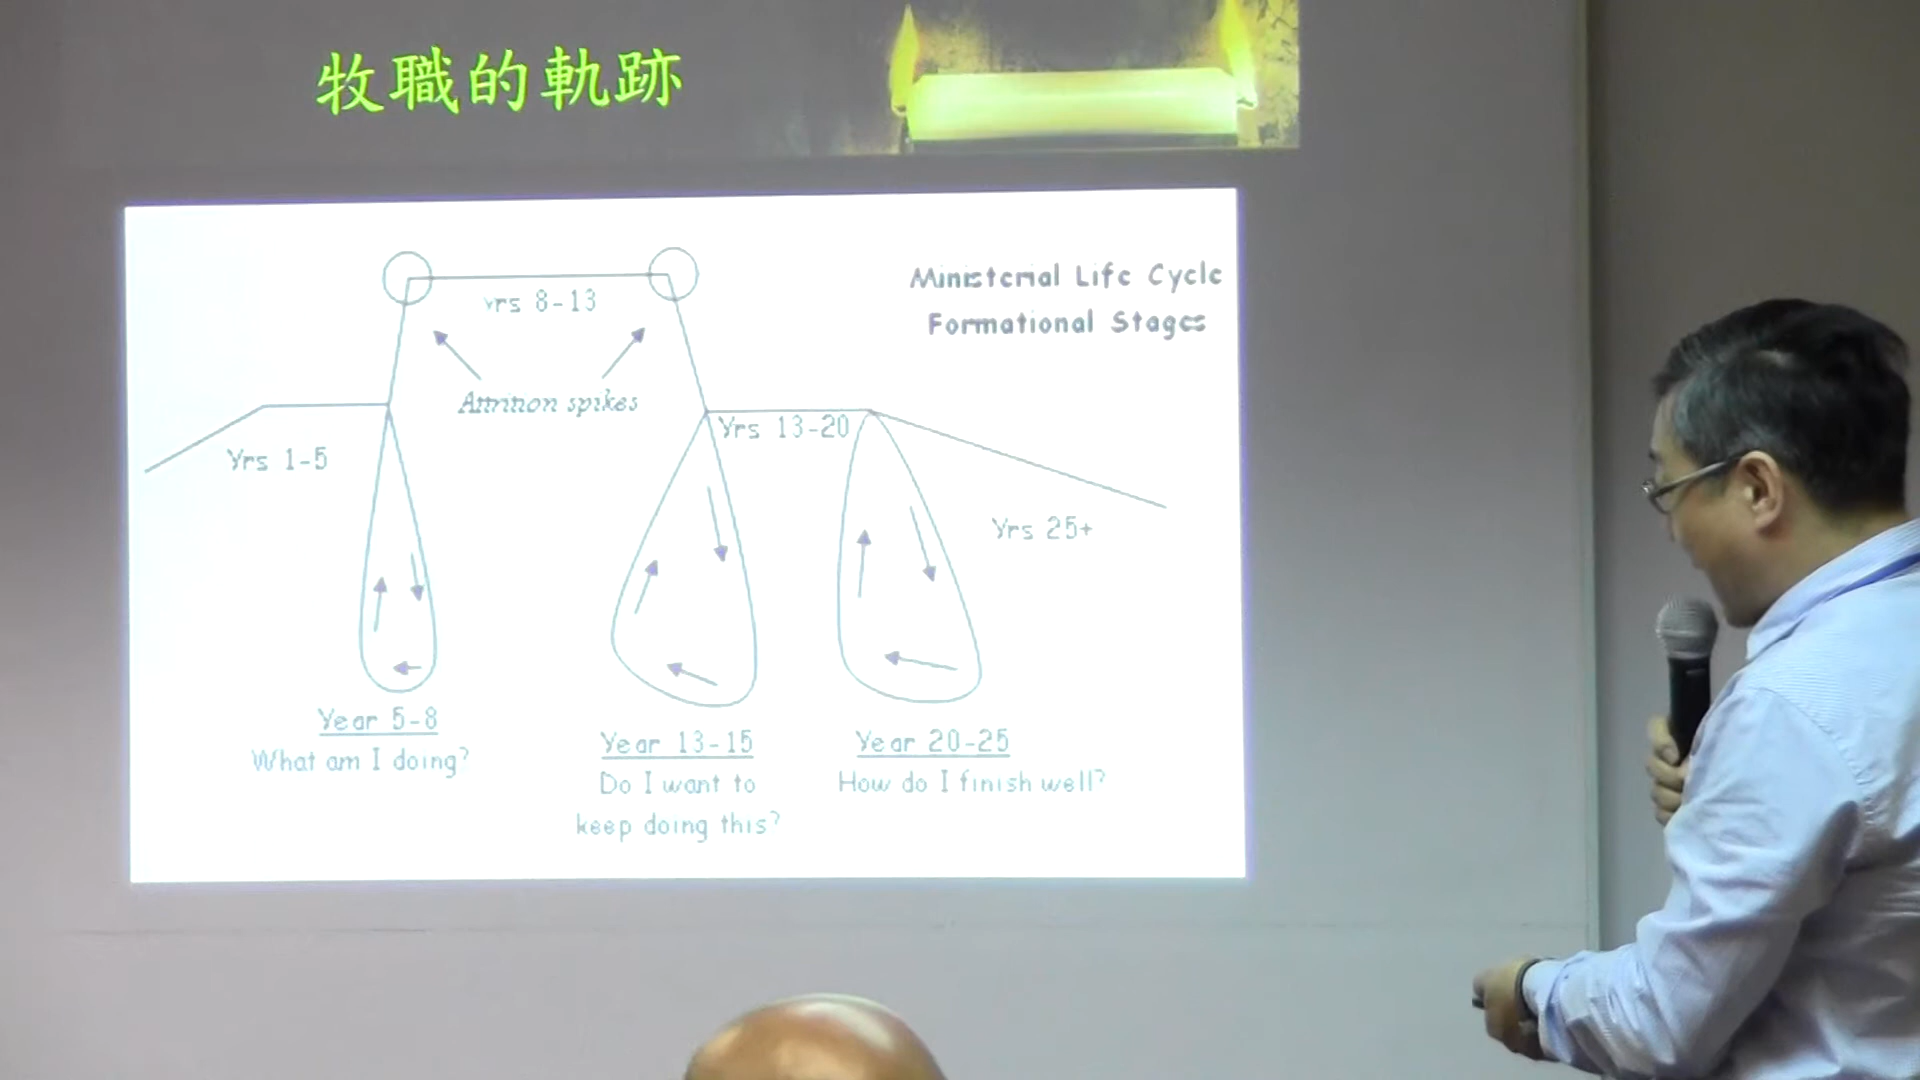 牧職的軌跡
Ministerial Life Cycle
Formational Stages
yrs 8-13
Attrition spikes
Yrs 1-5
Yrs 13-20
Yrs 25+
Year 5-8
What am I doing?
Year 13-15
Do I want to
keep doing this?
Year 20-25
How do I finish well?